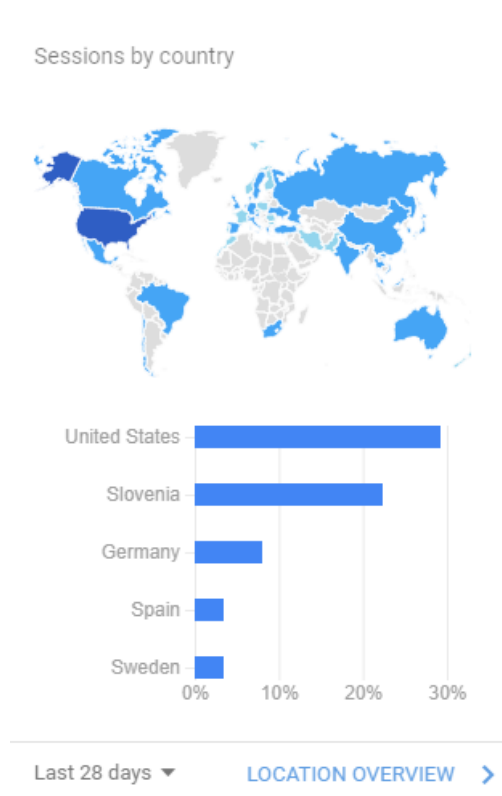 Sessions by country
United States
Slovenia
Germany
Spain
Sweden
0% 10% 20% 30%
Last 28 days LOCATION OVERVIEW